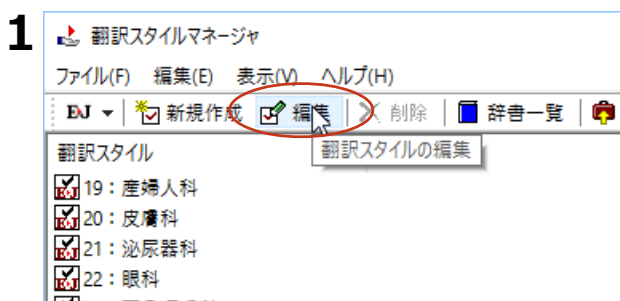 1
翻訳スタイルマネージャ
ファイル(F) 編集(E) 表示(V) ヘルプ(H)
EJ 新規作成 編集 削除 辞書一覧
翻訳スタイルの編集
翻訳スタイル
19：産婦人科
20：皮膚科
21：泌尿器科
22：眼科